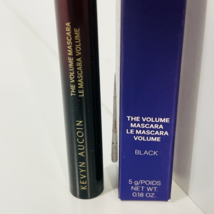 THE VOLUME MASCARA
LE MASCARA VOLUME
KEVYN AUCOIN
THE VOLUME
MASCARA
LE MASCARA
VOLUME
BLACK
5 g/POIDS
NET WT.
0.18 OZ.